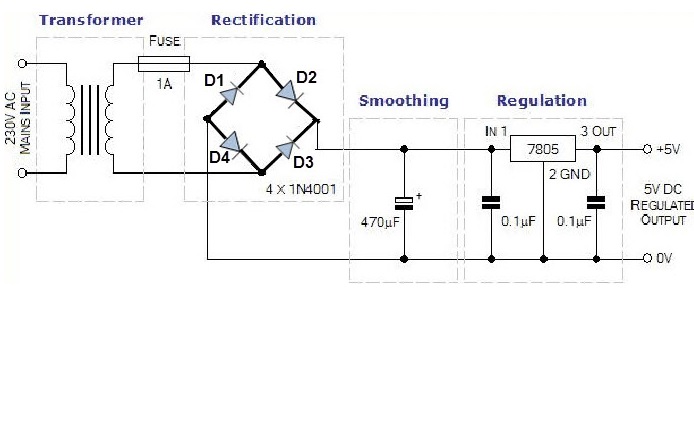 Transformer
Rectification
FUSE
1A
D1
D2
D4
D3
4 X 1N4001
230V AC
MAINS INPUT
Smoothing
470µF
+
Regulation
IN 1
3 OUT
7805
2 GND
0.1µF
0.1µF
+5V
5V DC
REGULATED
OUTPUT
0V